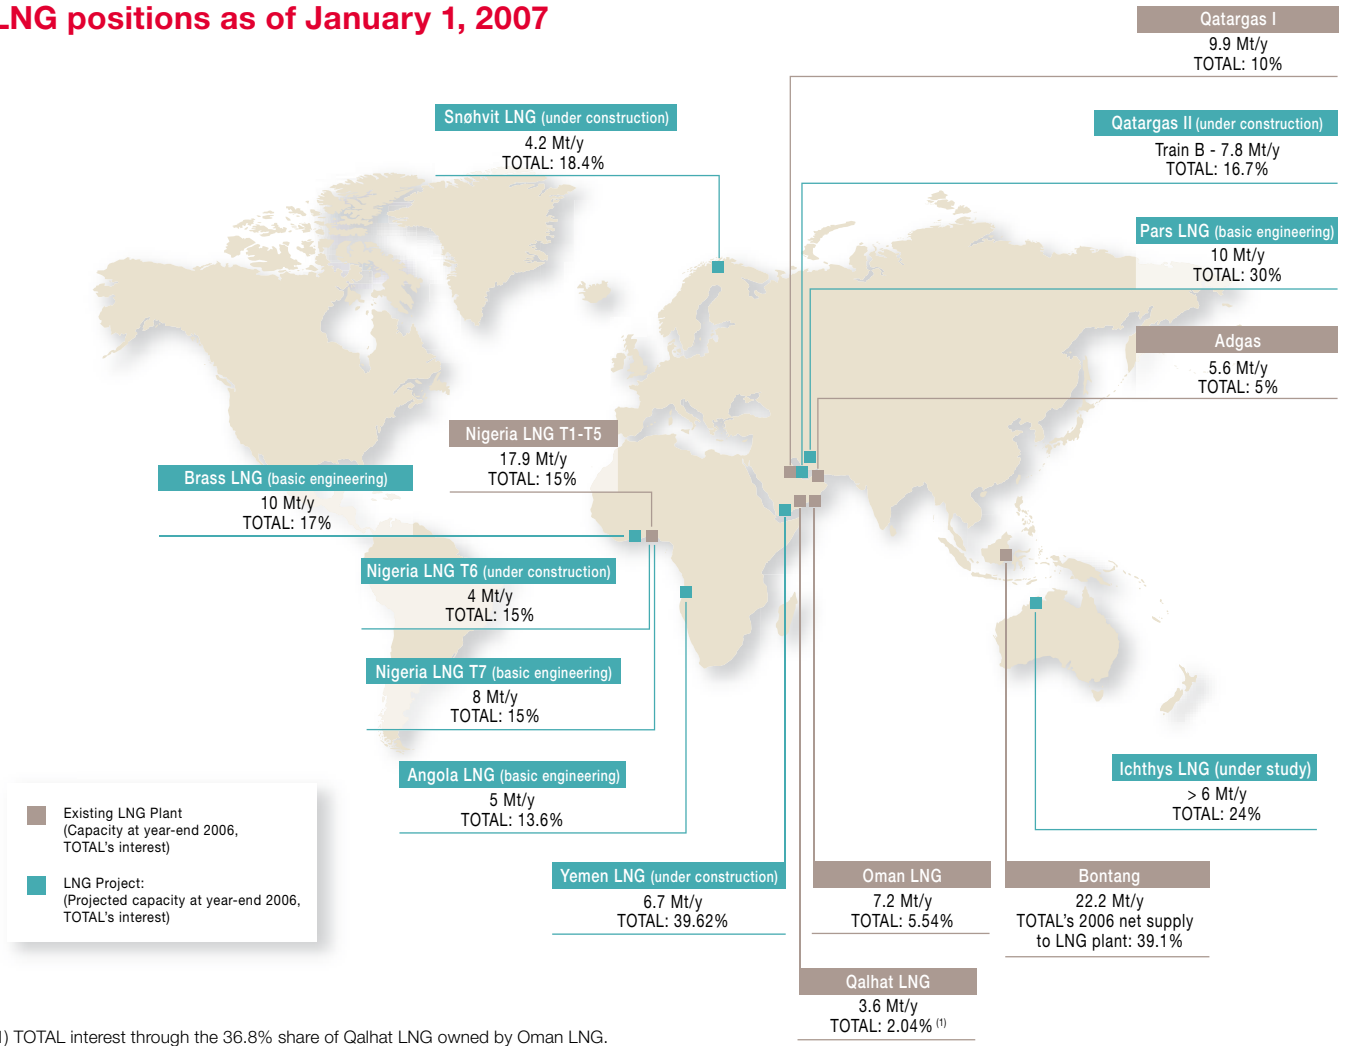 LNG positions as of January 1, 2007
Qatargas I
9.9 Mt/y
TOTAL: 10%
Snøhvit LNG (under construction)
4.2 Mt/y
TOTAL: 18.4%
Qatargas II (under construction)
Train B - 7.8 Mt/y
TOTAL: 16.7%
Pars LNG (basic engineering)
10 Mt/y
TOTAL: 30%
Adgas
5.6 Mt/y
TOTAL: 5%
Nigeria LNG T1-T5
17.9 Mt/y
TOTAL: 15%
Brass LNG (basic engineering)
10 Mt/y
TOTAL: 17%
Nigeria LNG T6 (under construction)
4 Mt/y
TOTAL: 15%
Nigeria LNG T7 (basic engineering)
8 Mt/y
TOTAL: 15%
Angola LNG (basic engineering)
5 Mt/y
TOTAL: 13.6%
Ichthys LNG (under study)
> 6 Mt/y
TOTAL: 24%
Existing LNG Plant
(Capacity at year-end 2006,
TOTAL's interest)
LNG Project:
(Projected capacity at year-end 2006,
TOTAL's interest)
Yemen LNG (under construction)
6.7 Mt/y
TOTAL: 39.62%
Oman LNG
7.2 Mt/y
TOTAL: 5.54%
Bontang
22.2 Mt/y
TOTAL's 2006 net supply
to LNG plant: 39.1%
Qalhat LNG
3.6 Mt/y
TOTAL: 2.04% (1)
1) TOTAL interest through the 36.8% share of Qalhat LNG owned by Oman LNG.